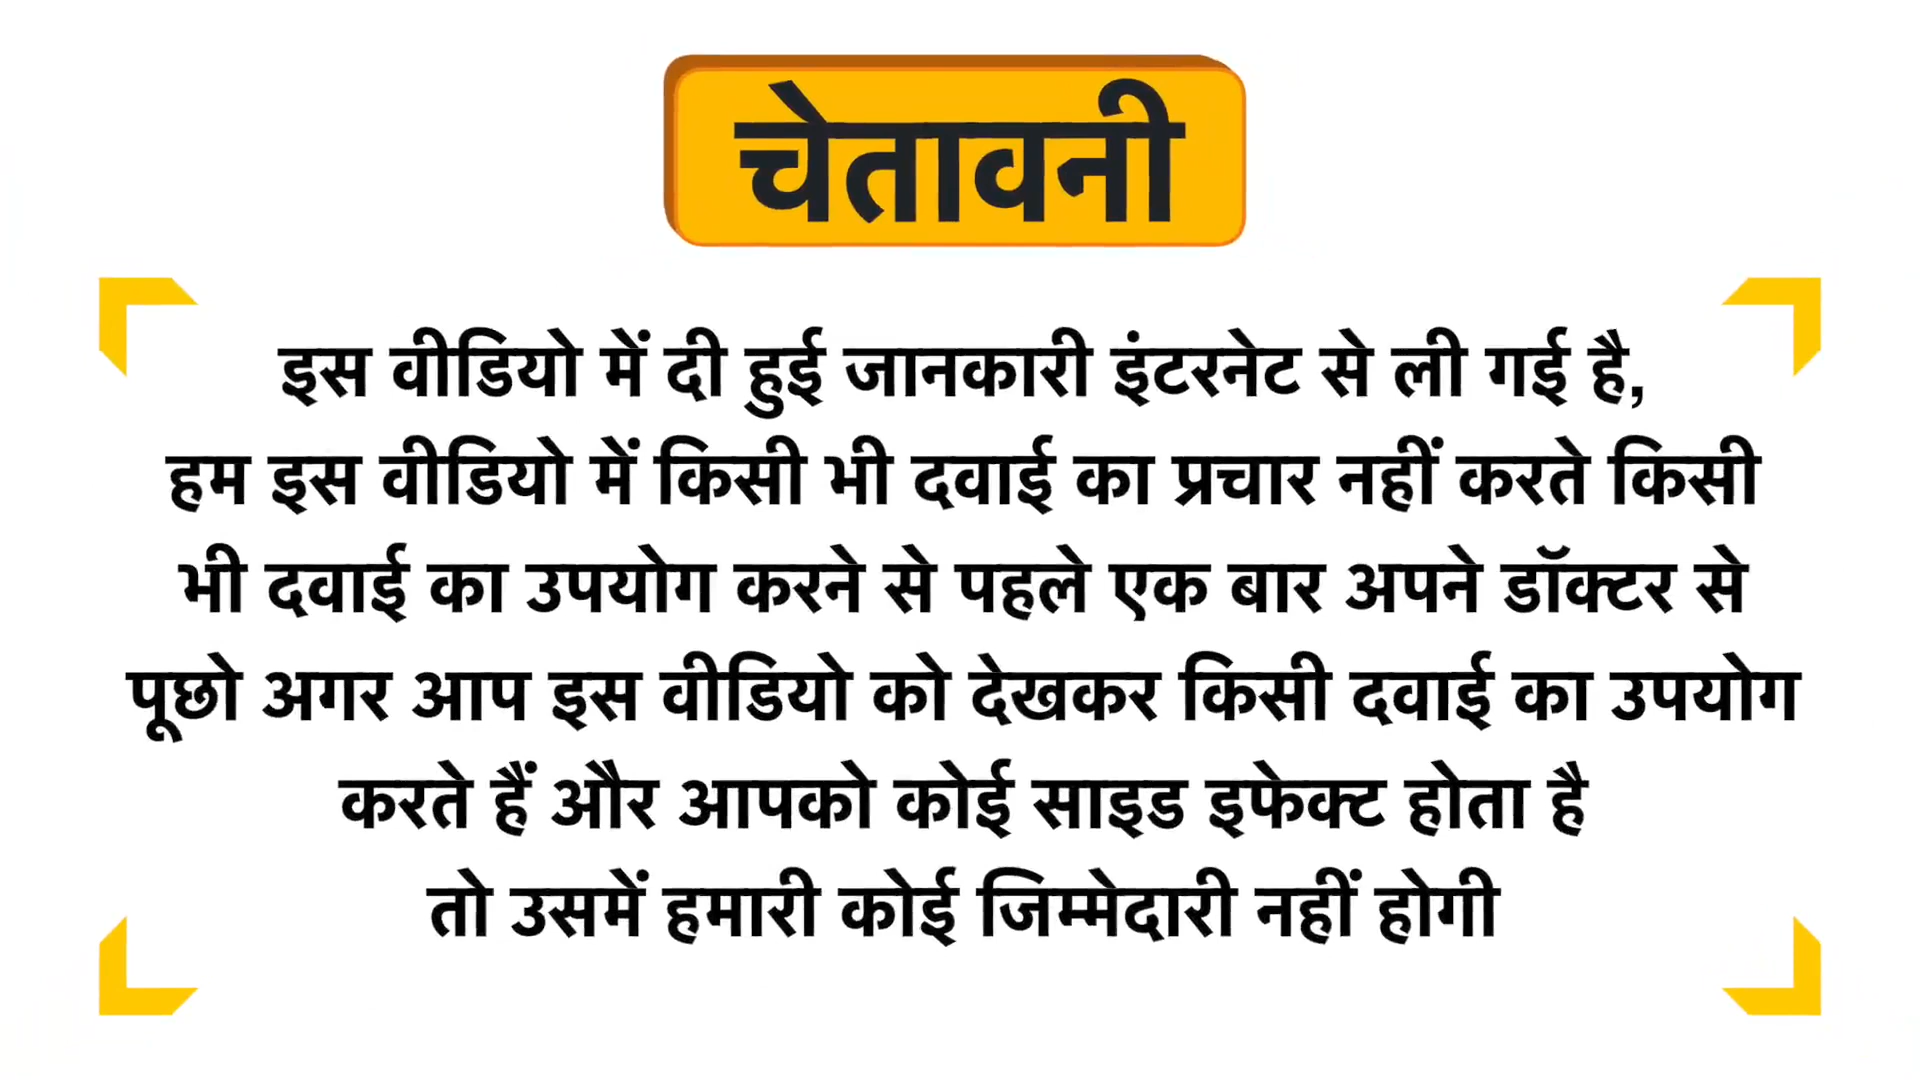 चेतावनी
इस वीडियो में दी हुई जानकारी इंटरनेट से ली गई है,
हम इस वीडियो में किसी भी दवाई का प्रचार नहीं करते किसी
भी दवाई का उपयोग करने से पहले एक बार अपने डॉक्टर से
पूछो अगर आप इस वीडियो को देखकर किसी दवाई का उपयोग
करते हैं और आपको कोई साइड इफेक्ट होता है
तो उसमें हमारी कोई जिम्मेदारी नहीं होगी